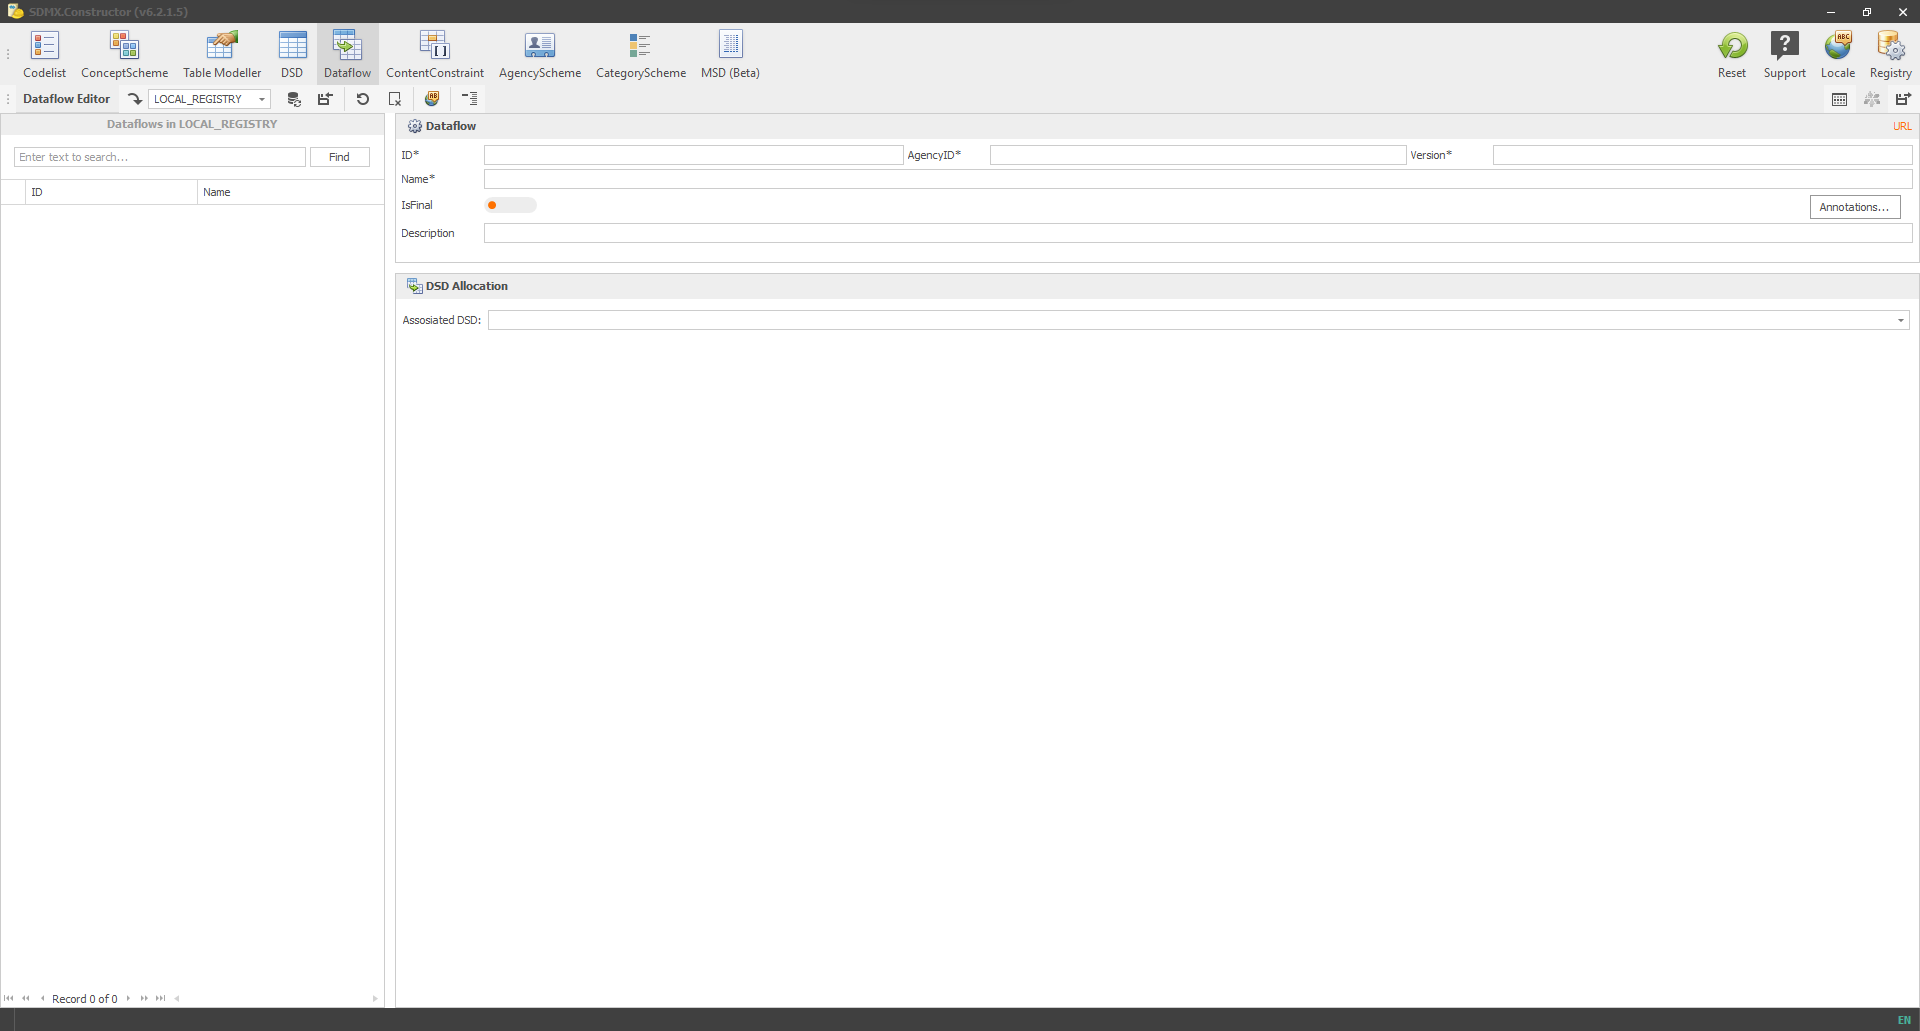 SDMX.Constructor (v6.2.1.5)
Codelist
ConceptScheme
Table Modeller
DSD
Dataflow
ContentConstraint
AgencyScheme
CategoryScheme
MSD (Beta)
Reset
Support
Locale
Registry
Dataflow Editor
LOCAL_REGISTRY
Dataflows in LOCAL_REGISTRY
Enter text to search...
Find
ID
Name
Record 0 of 0
Dataflow
URL
ID*
AgencyID*
Version*
Name*
IsFinal
Annotations...
Description
DSD Allocation
Assosiated DSD:
EN